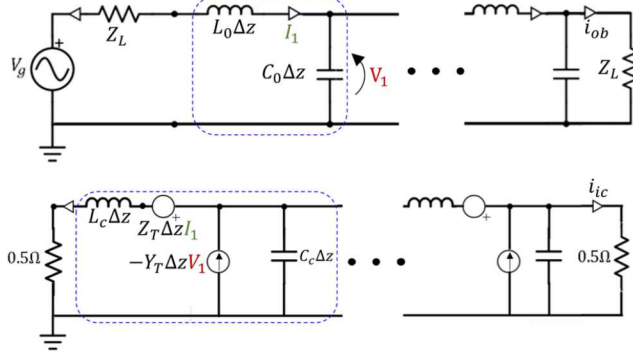 Z_L
L_0Δz
I_1
i_ob
+
V_g
C_0Δz
V_1
Z_L
L_cΔz
Z_TΔzI_1
+
+
i_ic
0.5Ω
−Y_TΔzV_1
C_cΔz
0.5Ω